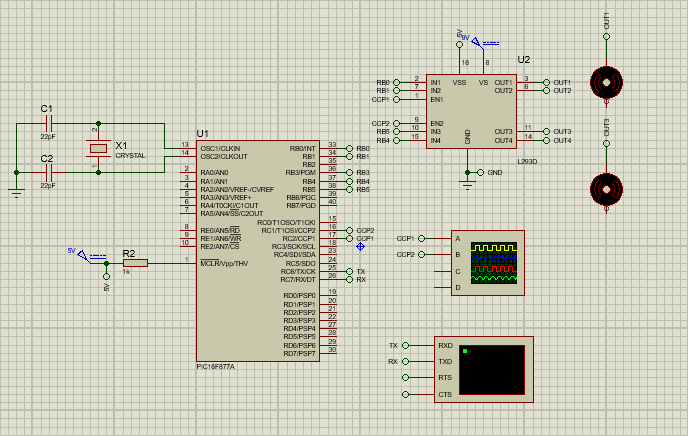 OUT1
5V
9V
U2
16
8
VSS
VS
RB0 2 IN1 OUT1 3 OUT1
RB1 7 IN2 OUT2 6 OUT2
CCP1 1 EN1
CCP2 9 EN2
RB5 10 IN3 OUT3 11 OUT3
RB4 15 IN4 OUT4 14 OUT4
GND
L293D
GND
OUT3
C1
22pF
C2
22pF
2
X1
CRYSTAL
1
U1
13 OSC1/CLKIN RB0/INT 33 RB0
14 OSC2/CLKOUT RB1 34 RB1
RB2 35
2 RA0/AN0 RB3/PGM 36 RB3
3 RA1/AN1 RB4 37 RB4
4 RA2/AN2/VREF-/CVREF RB5 38 RB5
5 RA3/AN3/VREF+ RB6/PGC 39
6 RA4/T0CKI/C1OUT RB7/PGD 40
7 RA5/AN4/SS/C2OUT
RC0/T1OSO/T1CKI 15
8 RE0/AN5/RD RC1/T1OSI/CCP2 16 CCP2
9 RE1/AN6/WR RC2/CCP1 17 CCP1
10 RE2/AN7/CS RC3/SCK/SCL 18
RC4/SDI/SDA 23
1 MCLR/Vpp/THV RC5/SDO 24
RC6/TX/CK 25 TX
RC7/RX/DT 26 RX
RD0/PSP0 19
RD1/PSP1 20
RD2/PSP2 21
RD3/PSP3 22
RD4/PSP4 27
RD5/PSP5 28
RD6/PSP6 29
RD7/PSP7 30
PIC16F877A
5V
5V
R2
1k
CCP1 A
CCP2 B
C
D
TX RXD
RX TXD
RTS
CTS